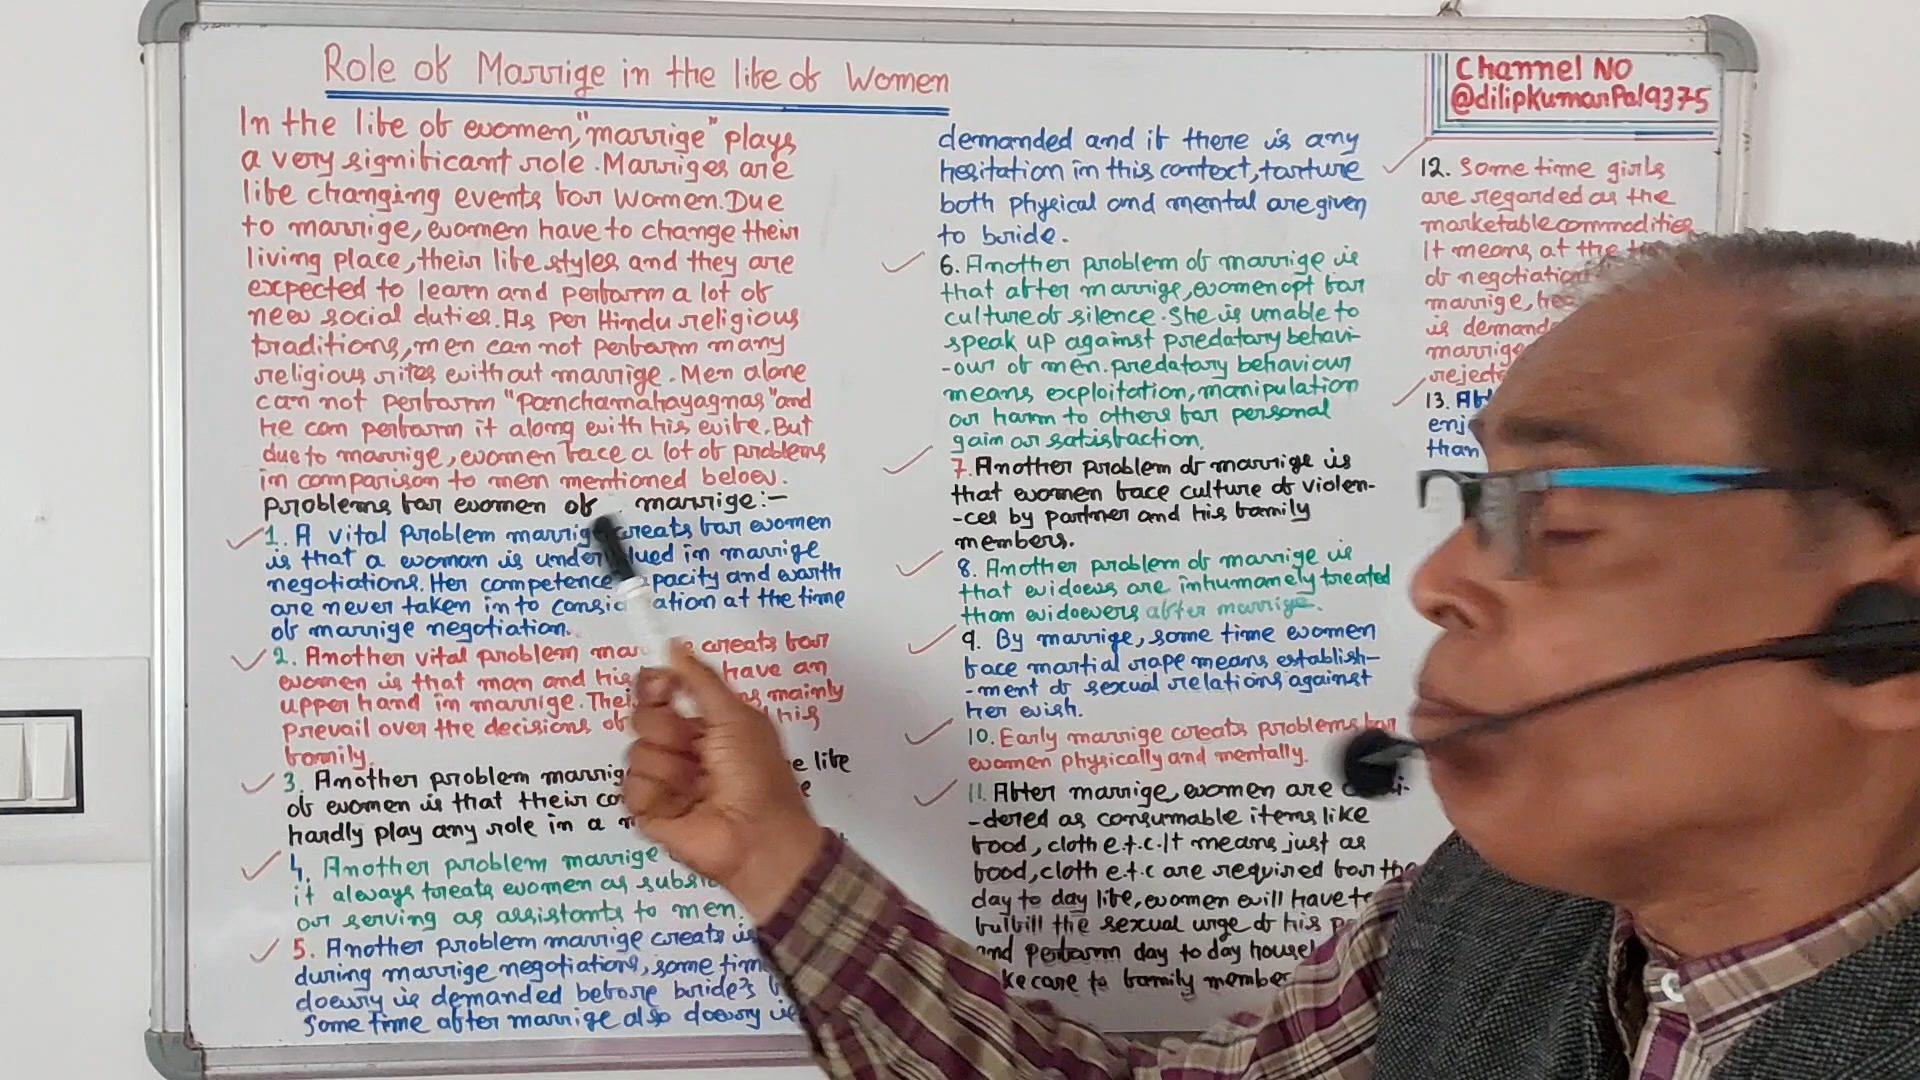 Role of Marrige in the life of Women
Channel NO
@dilipkumarPal9375
In the life of women, "marrige" plays
a very significant role. Marriges are
life changing events for women. Due
to marrige, women have to change their
living place, their life styles and they are
expected to learn and perform a lot of
new social duties. As per Hindu religious
traditions, men can not perform many
religious rites without marrige. Men alone
can not perform "Panchamahayagnas" and
he can perform it along with his wife. But
due to marrige, women face a lot of problems
in comparison to men mentioned below.
Problems for women of marrige:-
1. A vital problem creats for women
is that a woman is in marrige
negotiations. Her competence and worth
are never taken in to at the time
of marrige negotiation.
2. Another vital problem creats for
women is that man and his have an
upper hand in marrige. mainly
prevail over the decisions of his
family.
3. Another problem life
of women is that their
hardly play any role in a
4. Another problem marrige
it always treats women as
or serving as assistants to men.
5. Another problem marrige creats is
during marrige negotiations, some
dowry is demanded before bride's
Some time after marrige also dowry is
demanded and if there is any
hesitation in this context, torture
both physical and mental are given
to bride.
6. Another problem of marrige is
that after marrige, women opt for
culture of silence. She is unable to
speak up against predatory behavi-
-our of men. predatory behaviour
means exploitation, manipulation
or harm to others for personal
gain or satisfaction.
7. Another problem of marrige is
that women face culture of violen-
-ces by partner and his family
members.
8. Another problem of marrige is
that widows are inhumanely treated
than widowers after marrige.
9. By marrige, some time women
face martial rape means establish-
-ment of sexual relations against
her wish.
10. Early marrige creats problems for
women physically and mentally.
11. After marrige, women are
-dered as consumable items like
food, cloth e.t.c. It means just as
food, cloth e.t.c are required for the
day to day life, women will have to
fulfill the sexual urge of his
and perform day to day
care to family
12. Some time girls
are regarded as the
marketable commodities
It means at the
of negotiation
marrige,
is
marrige
13.
than